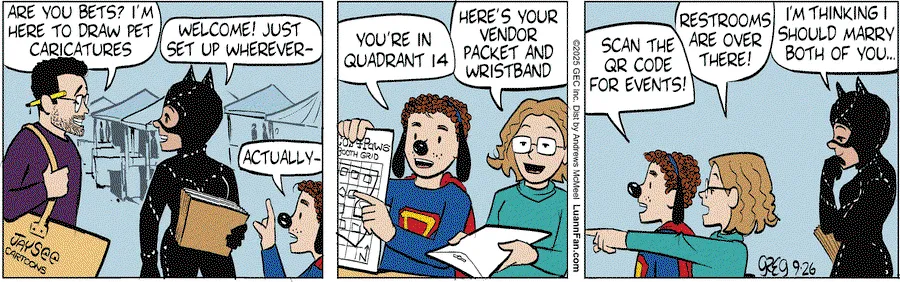 ARE YOU BETS? I'M
HERE TO DRAW PET
CARICATURES
WELCOME! JUST
SET UP WHEREVER-
ACTUALLY-
JAYS@@
CARTOONS
YOU'RE IN
QUADRANT 14
HERE'S YOUR
VENDOR
PACKET AND
WRISTBAND
PAWS
BOOTH GRID
©2025 GEC Inc. Dist by Andrews McMeel LuannFan.com
SCAN THE
QR CODE
FOR EVENTS!
RESTROOMS
ARE OVER
THERE!
I'M THINKING I
SHOULD MARRY
BOTH OF YOU...
GREG 9-26